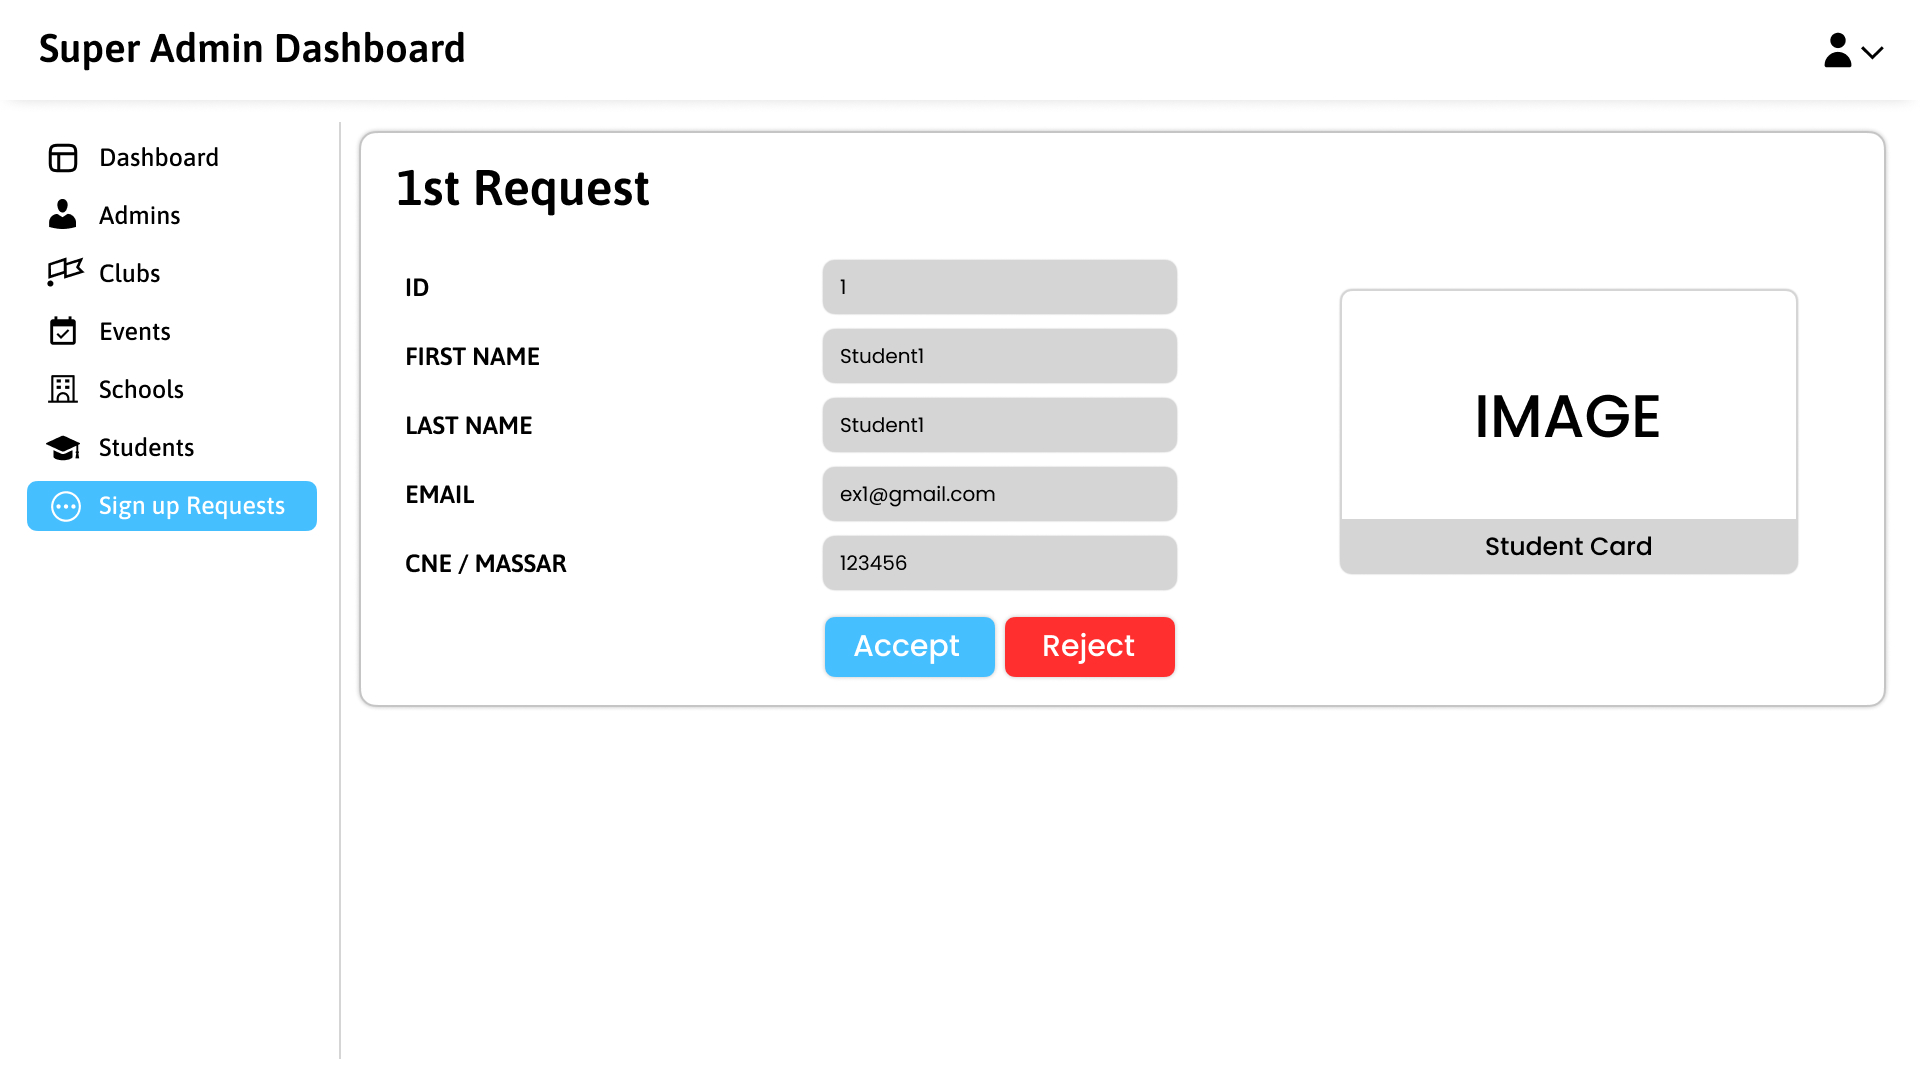 Super Admin Dashboard
Dashboard
Admins
Clubs
Events
Schools
Students
Sign up Requests
1st Request
ID
1
FIRST NAME
Student1
LAST NAME
Student1
EMAIL
ex1@gmail.com
CNE / MASSAR
123456
Accept
Reject
IMAGE
Student Card